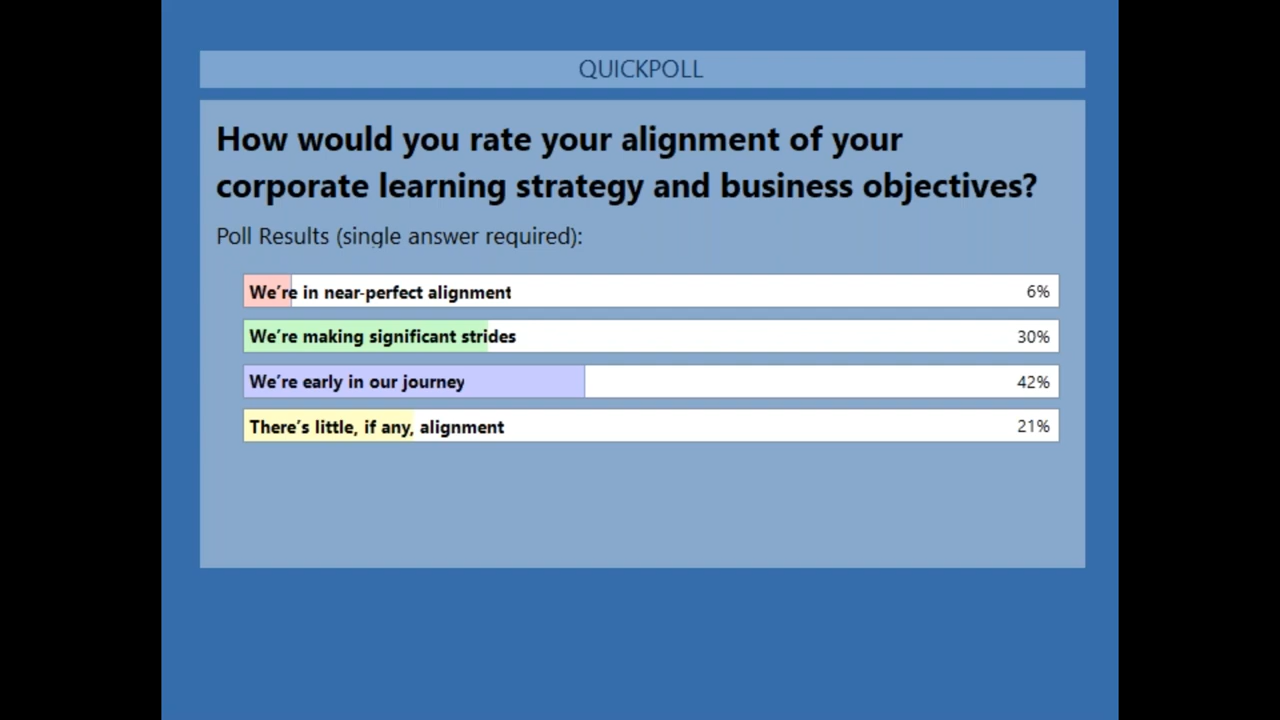 QUICKPOLL
How would you rate your alignment of your
corporate learning strategy and business objectives?
Poll Results (single answer required):
We’re in near-perfect alignment 6%
We’re making significant strides 30%
We’re early in our journey 42%
There’s little, if any, alignment 21%